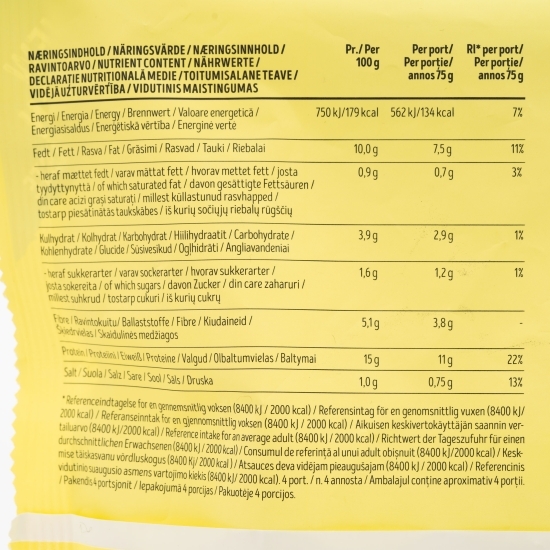 NÆRINGSINDHOLD / NÄRINGSVÄRDE / NÆRINGSINNHOLD / Pr./ Per 100 g Per port/ Per portie/ annos 75 g RI* per port/ Per portie/ annos 75 g
RAVINTOARVO / NUTRIENT CONTENT / NÄHRWERTE /
DECLARAȚIE NUTRIȚIONALĂ MEDIE / TOITUMISALANE TEAVE /
VIDĒJĀ UZTURVĒRTĪBA / VIDUTINIS MAISTINGUMAS
Energi / Energia / Energy / Brennwert / Valoare energetică / 750 kJ/179 kcal 562 kJ/134 kcal 7%
Energiasisaldus / Enerģētiskā vērtība / Energinė vertė
Fedt / Fett / Rasva / Fat / Grăsimi / Rasvad / Tauki / Riebalai 10,0 g 7,5 g 11%
- heraf mættet fedt / varav mättat fett / hvorav mettet fett / josta 0,9 g 0,7 g 3%
tyydyttynyttä / of which saturated fat / davon gesättigte Fettsäuren /
din care acizi grași saturați / millest küllastunud rasvhapped /
tostarp piesātinātās taukskābes / iš kurių sočiųjų riebalų rūgščių
Kulhydrat / Kolhydrat / Karbohydrat / Hiilihydraatit / Carbohydrate / 3,9 g 2,9 g 1%
Kohlenhydrate / Glucide / Süsivesikud / Ogļhidrāti / Angliavandeniai
- heraf sukkerarter / varav sockerarter / hvorav sukkerarter / 1,6 g 1,2 g 1%
josta sokereita / of which sugars / davon Zucker / din care zaharuri /
millest suhkrud / tostarp cukuri / iš kurių cukrų
Fibre / Ravintokuitu/ Ballaststoffe / Fibre / Kiudaineid / 5,1 g 3,8 g -
Šķiedrvielas / Skaidulinės medžiagos
Protein / Proteiini / Eiweiß / Proteine / Valgud / Olbaltumvielas / Baltymai 15 g 11 g 22%
Salt / Suola / Salz / Sare / Sool / Sāls / Druska 1,0 g 0,75 g 13%
*Referenceindtagelse for en gennemsnitlig voksen (8400 kJ / 2000 kcal) / Referensintag för en genomsnittlig vuxen (8400 kJ/
2000 kcal) / Referanseinntak for en gjennomsnittlig voksen (8400 kJ / 2000 kcal) / Aikuisen keskivertokäyttäjän saannin ver-
tailuarvo (8400 kJ/2000 kcal) / Reference intake for an average adult (8400 kJ / 2000 kcal) / Richtwert der Tageszufuhr für einen
durchschnittlichen Erwachsenen (8400 kJ / 2000 kcal) / Consumul de referință al unui adult obișnuit (8400 kJ/2000 kcal) / Kesk-
mise täiskasvanu võrdluskogus (8400 Kj/ 2000 kcal) / Atsauces deva vidējam pieaugušajam (8400 kJ / 2000 kcal) / Referencinis
vidutinio suaugusio asmens vartojimo kiekis (8400 kJ/ 2000 kcal). 4 port. / n. 4 annosta / Ambalajul conține aproximativ 4 porții.
/ Pakendis 4 portsjonit / Iepakojumā 4 porcijas / Pakuotėje 4 porcijos.